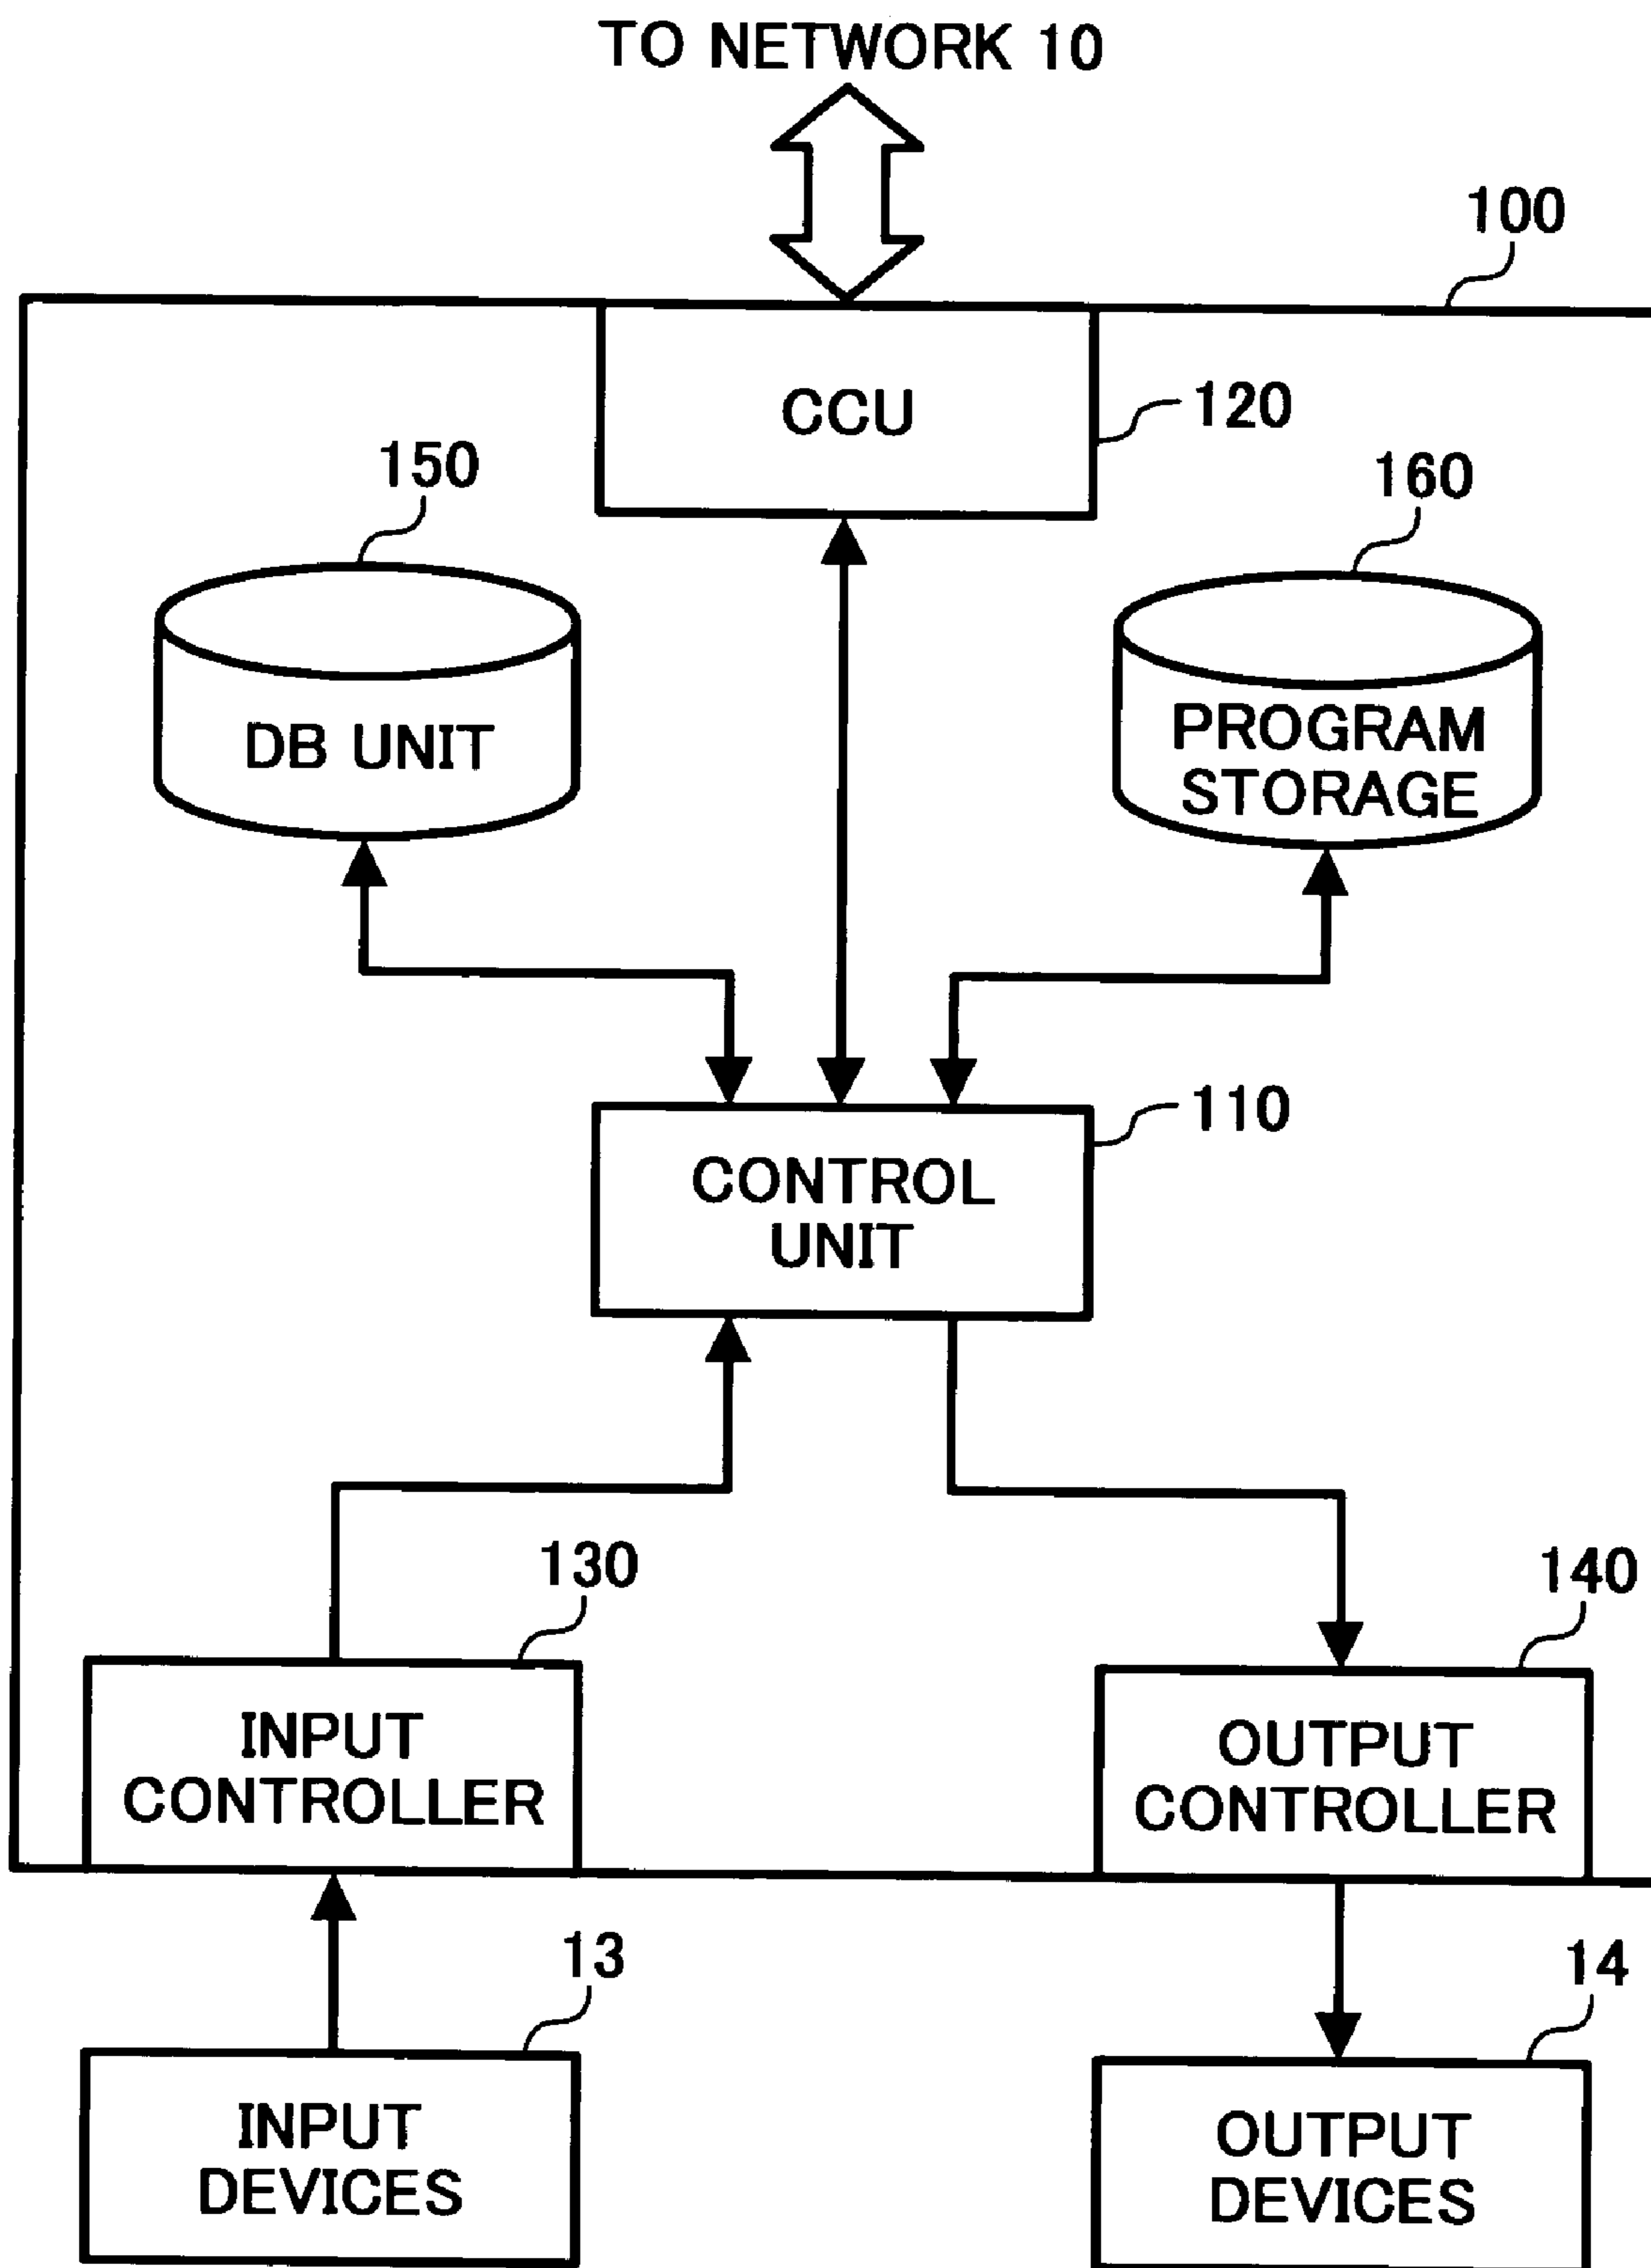 TO NETWORK 10
100
CCU
120
150
160
DB UNIT
PROGRAM
STORAGE
110
CONTROL
UNIT
130
140
INPUT
CONTROLLER
OUTPUT
CONTROLLER
13
14
INPUT
DEVICES
OUTPUT
DEVICES